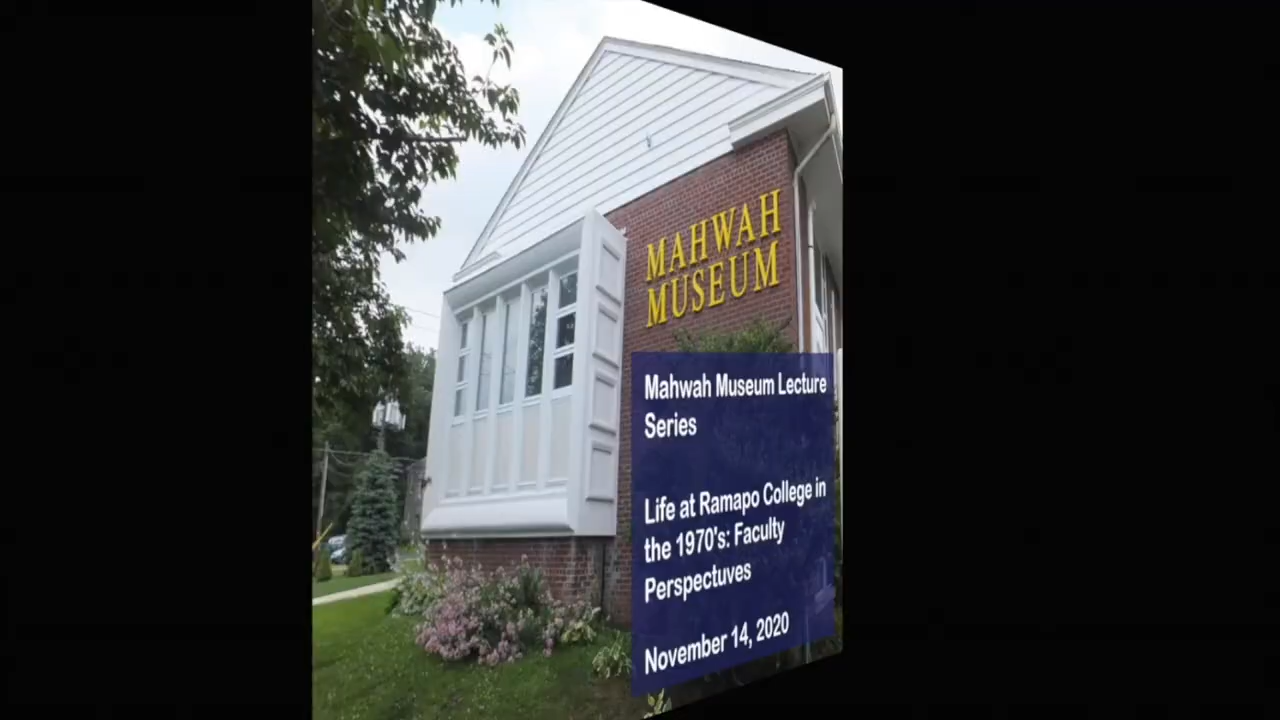 MAHWAH
MUSEUM
Mahwah Museum Lecture
Series
Life at Ramapo College in
the 1970's: Faculty
Perspectuves
November 14, 2020